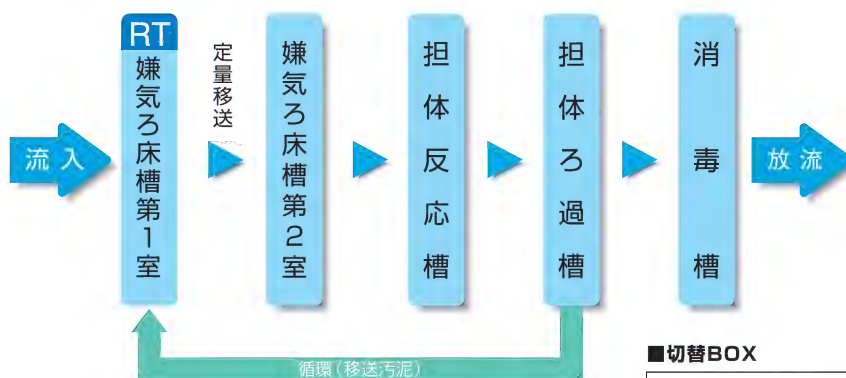 流入
RT
嫌気ろ床槽第1室
定量移送
嫌気ろ床槽第2室
担体反応槽
担体ろ過槽
消毒槽
放流
循環(移送汚泥)
■切替BOX